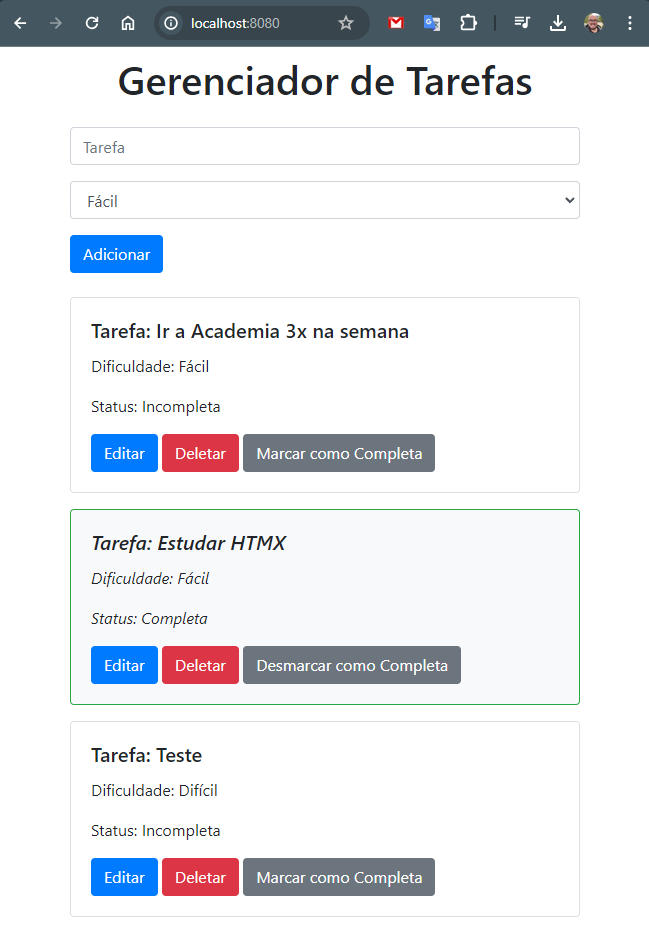 localhost:8080
Gerenciador de Tarefas
Tarefa
Fácil
Adicionar
Tarefa: Ir a Academia 3x na semana
Dificuldade: Fácil
Status: Incompleta
Editar Deletar Marcar como Completa
Tarefa: Estudar HTMX
Dificuldade: Fácil
Status: Completa
Editar Deletar Desmarcar como Completa
Tarefa: Teste
Dificuldade: Difícil
Status: Incompleta
Editar Deletar Marcar como Completa